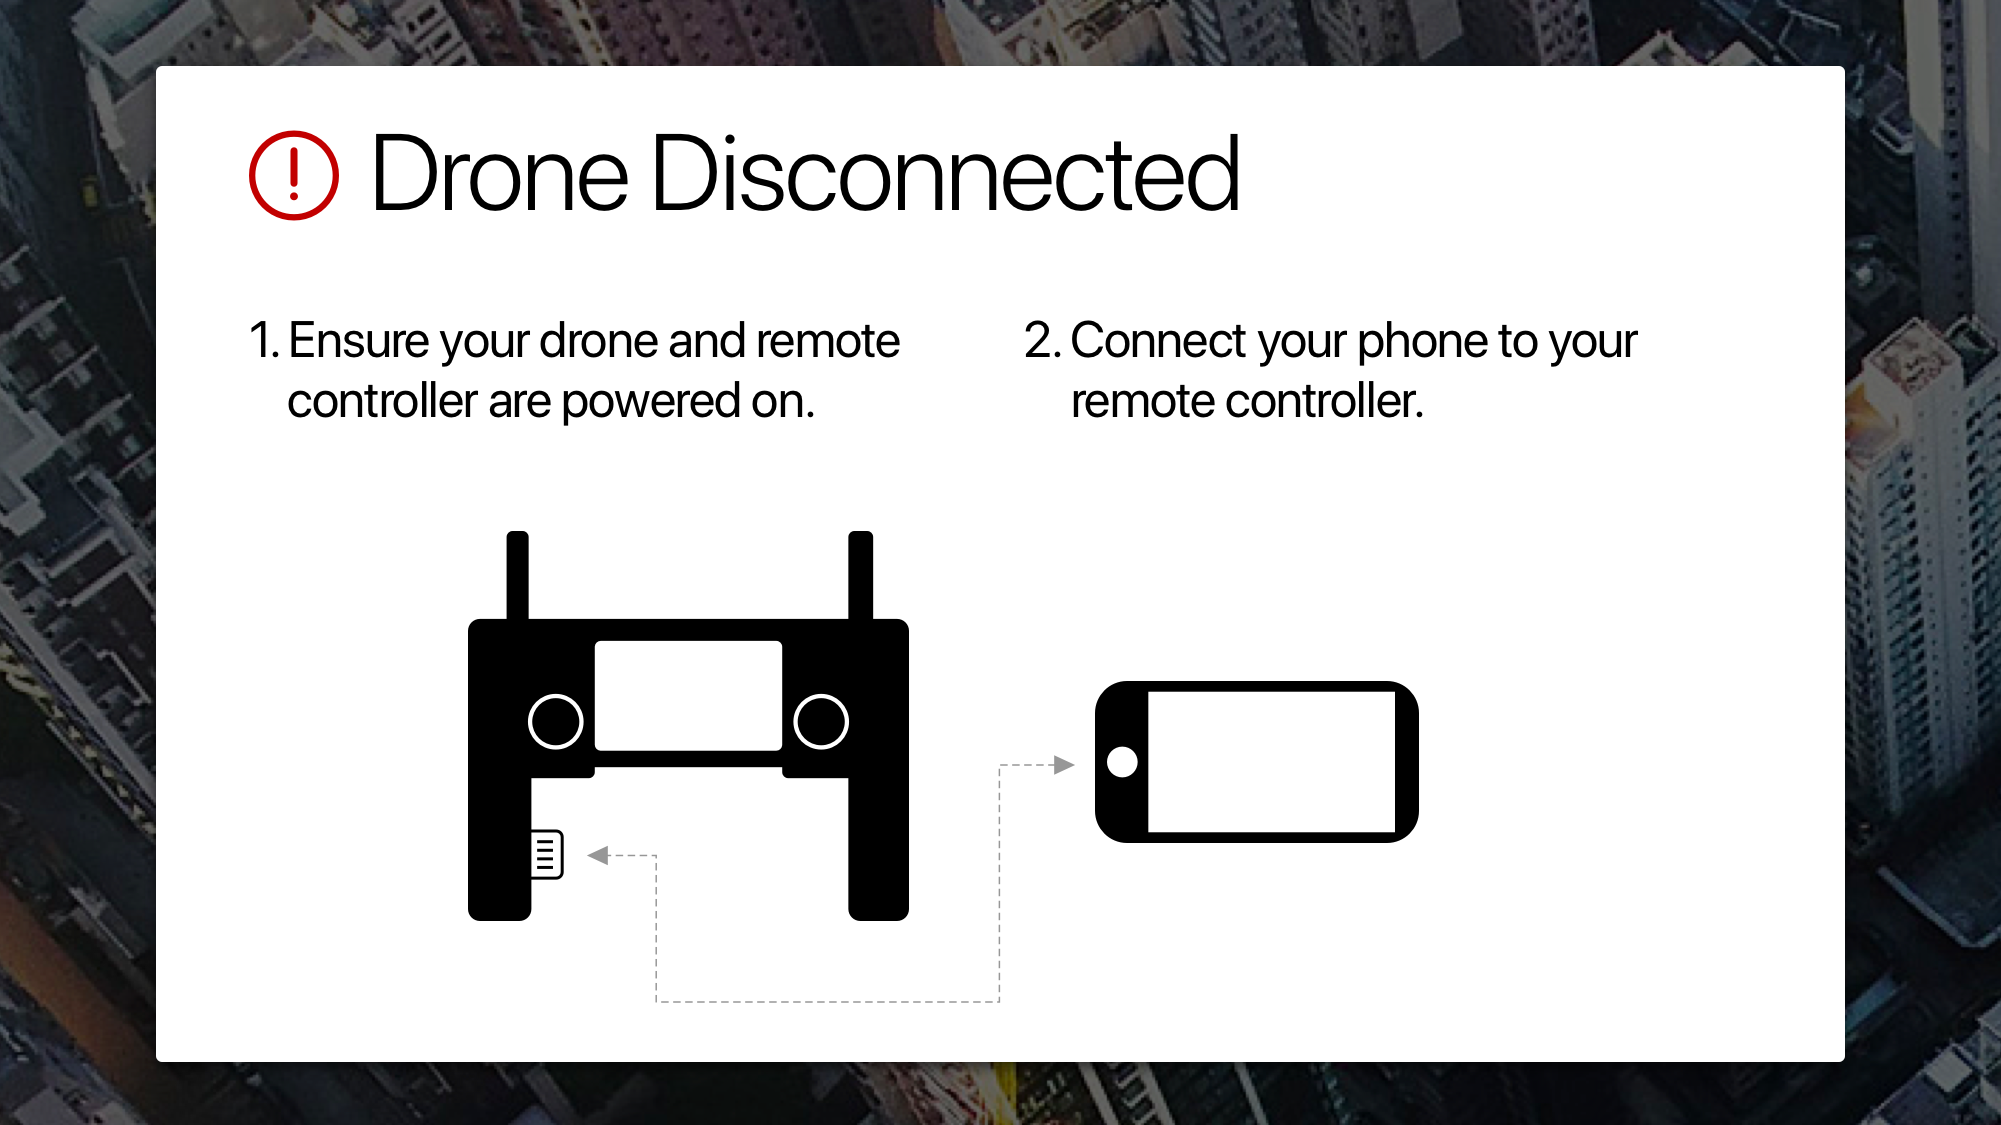 Drone Disconnected
1. Ensure your drone and remote
controller are powered on.
2. Connect your phone to your
remote controller.